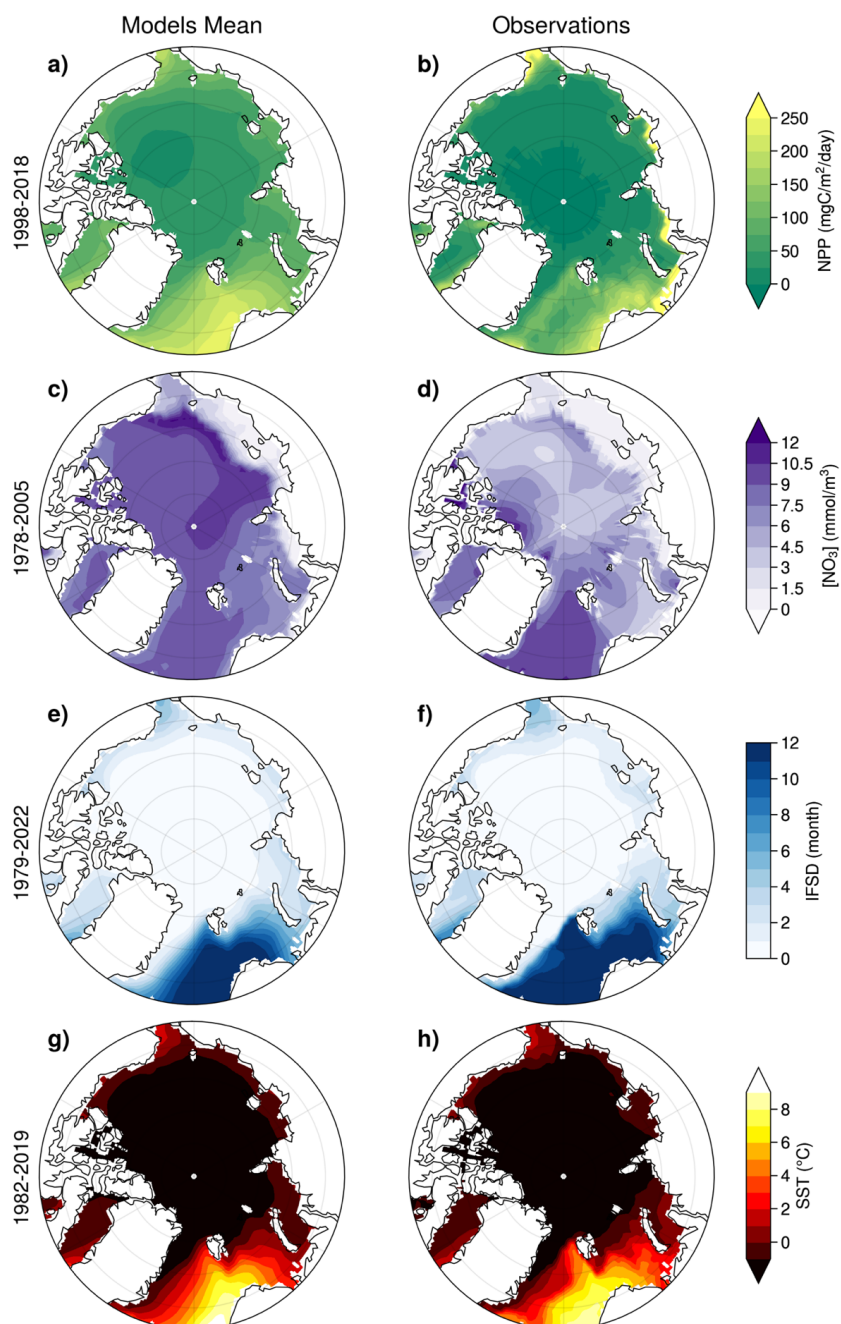 Models Mean
Observations
1998-2018
a)
b)
250
200
150
100
50
0
NPP (mgC/m²/day)
1978-2005
c)
d)
12
10.5
9
7.5
6
4.5
3
1.5
0
[NO₃] (mmol/m³)
1979-2022
e)
f)
12
10
8
6
4
2
0
IFSD (month)
1982-2019
g)
h)
8
6
4
2
0
SST (°C)